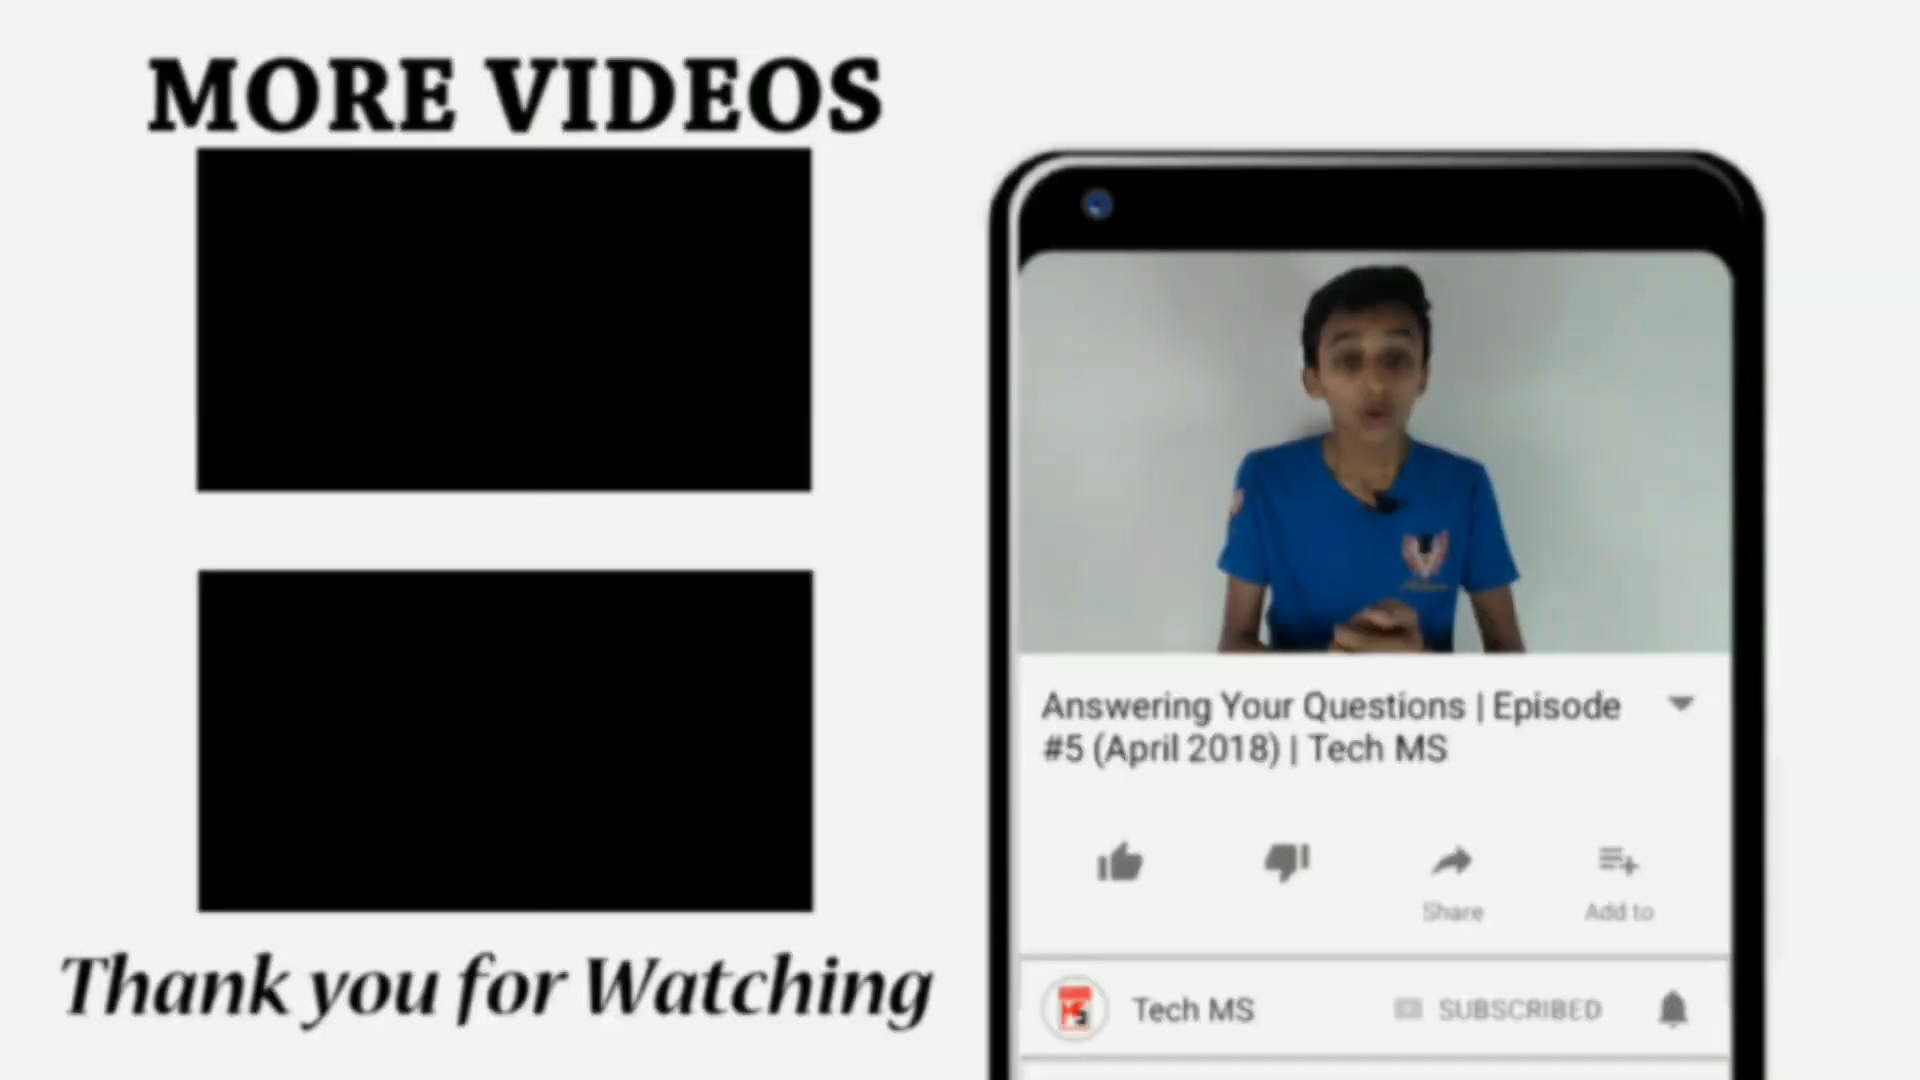 MORE VIDEOS
Thank you for Watching
Answering Your Questions | Episode
#5 (April 2018) | Tech MS
Share
Add to
Tech MS
SUBSCRIBED